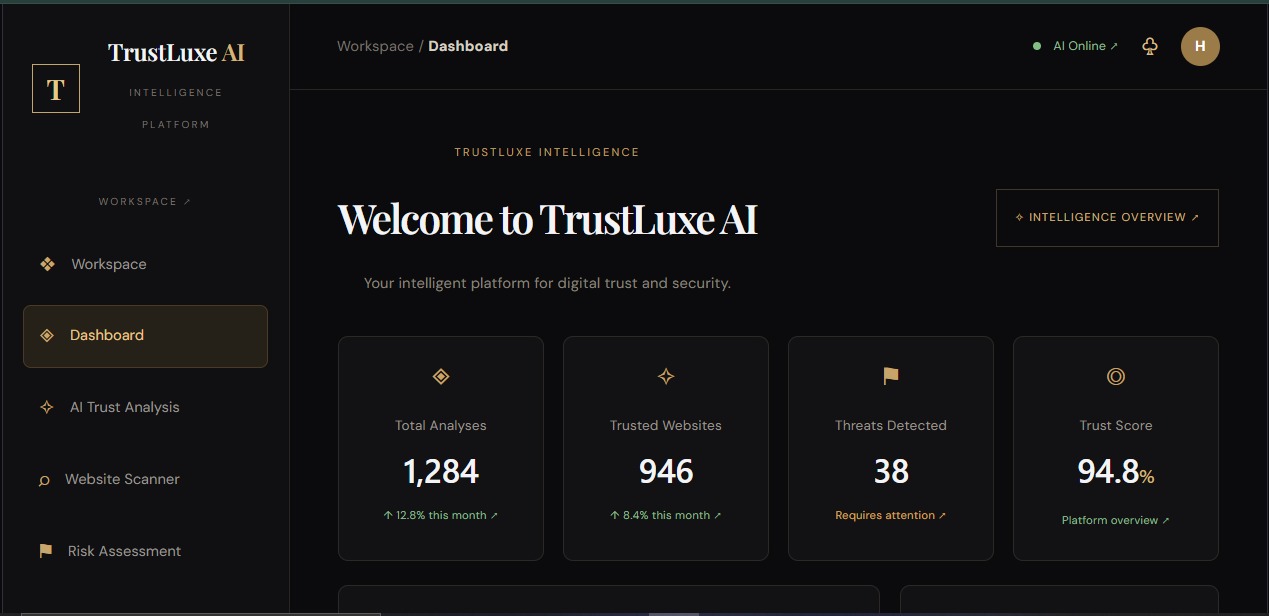 T
TrustLuxe AI
INTELLIGENCE
PLATFORM
WORKSPACE ↗
Workspace
Dashboard
AI Trust Analysis
Website Scanner
Risk Assessment
Workspace / Dashboard
AI Online ↗
H
TRUSTLUXE INTELLIGENCE
Welcome to TrustLuxe AI
Your intelligent platform for digital trust and security.
✧ INTELLIGENCE OVERVIEW ↗
Total Analyses
1,284
↑ 12.8% this month ↗
Trusted Websites
946
↑ 8.4% this month ↗
Threats Detected
38
Requires attention ↗
Trust Score
94.8%
Platform overview ↗